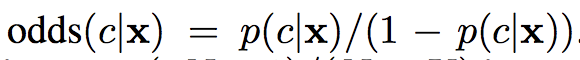 odds(c|x) = p(c|x)/(1 − p(c|x)).